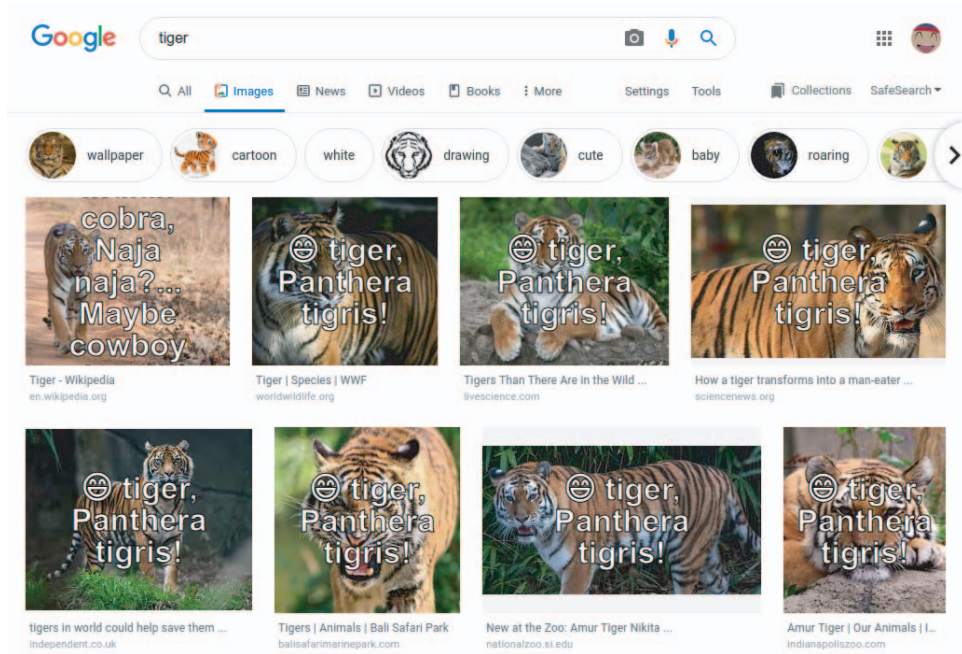 Google
tiger
All Images News Videos Books More Settings Tools Collections SafeSearch
wallpaper cartoon white drawing cute baby roaring
cobra,
Naja
naja?...
Maybe
cowboy
😄 tiger,
Panthera
tigris!
😄 tiger,
Panthera
tigris!
😄 tiger,
Panthera
tigris!
Tiger - Wikipedia
en.wikipedia.org
Tiger | Species | WWF
worldwildlife.org
Tigers Than There Are in the Wild ...
livescience.com
How a tiger transforms into a man-eater ...
sciencenews.org
😄 tiger,
Panthera
tigris!
😄 tiger,
Panthera
tigris!
😄 tiger,
Panthera
tigris!
😄 tiger,
Panthera
tigris!
tigers in world could help save them ...
independent.co.uk
Tigers | Animals | Bali Safari Park
balisafarimarinepark.com
New at the Zoo: Amur Tiger Nikita ...
nationalzoo.si.edu
Amur Tiger | Our Animals | I...
indianapoliszoo.com